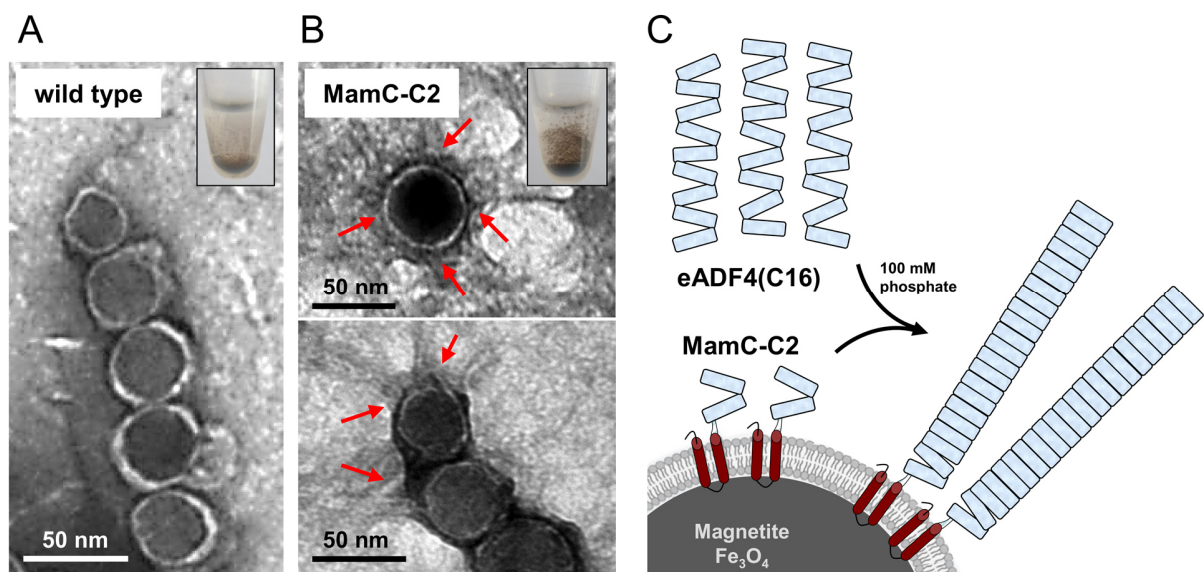 A
wild type
50 nm
B
MamC-C2
50 nm
50 nm
C
eADF4(C16)
100 mM
phosphate
MamC-C2
Magnetite
Fe₃O₄